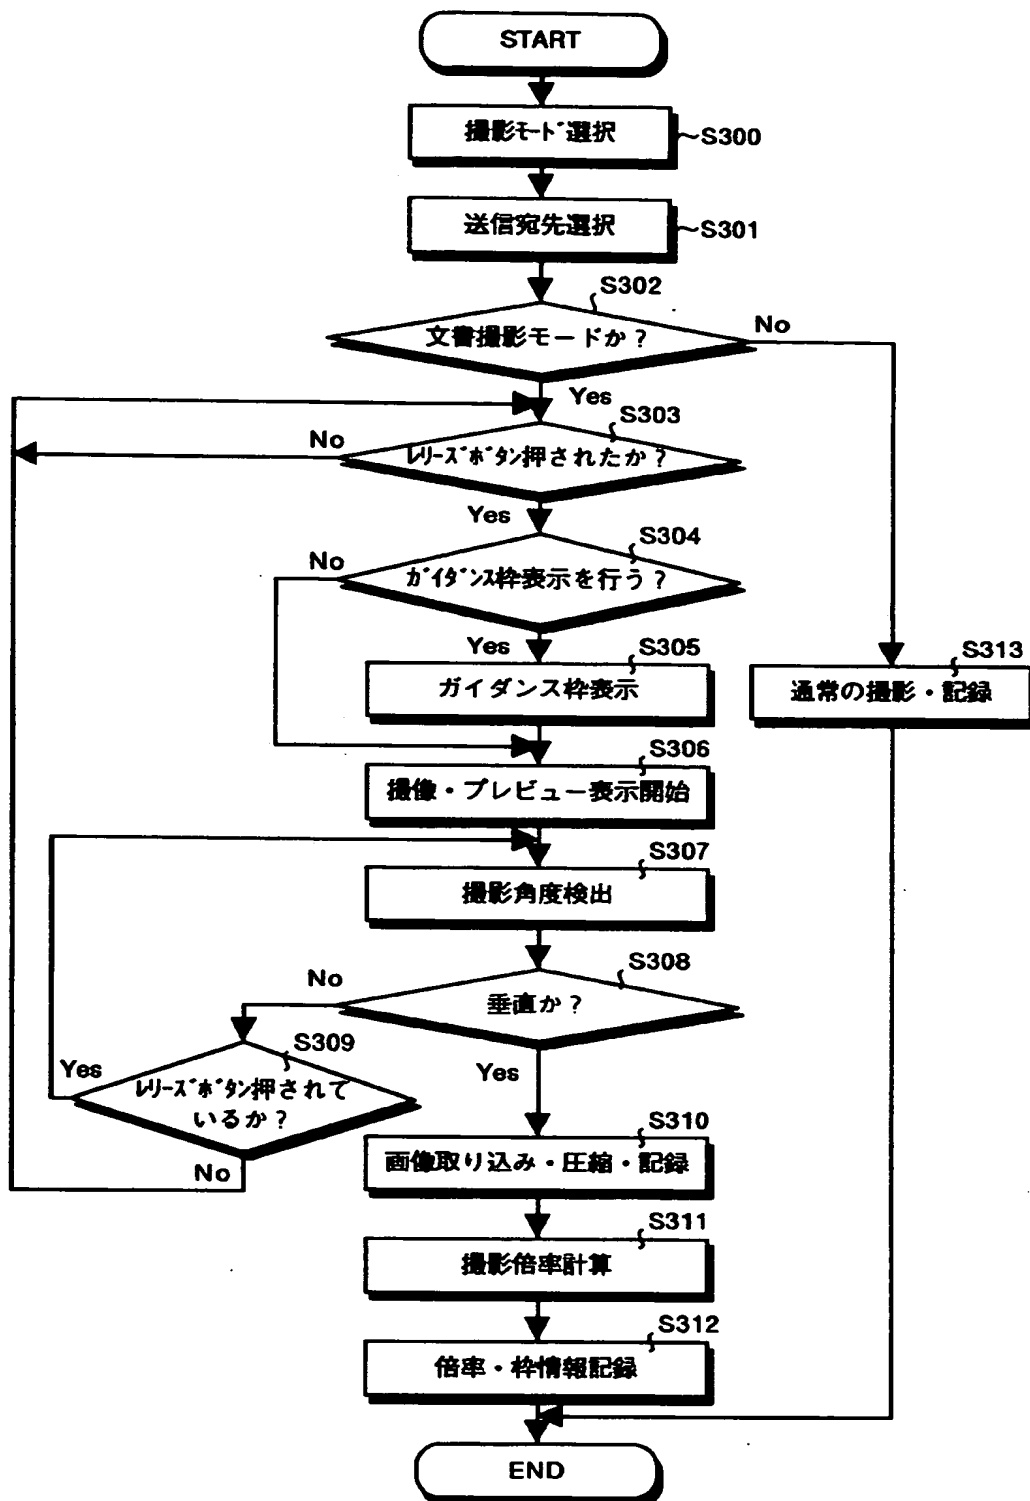 START
撮影ﾓｰﾄﾞ選択
~S300
送信宛先選択
~S301
S302
文書撮影モードか？
No
Yes
S303
No
ﾚﾘｰｽﾞﾎﾞﾀﾝ押されたか？
Yes
S304
No
ｶﾞｲﾀﾞﾝｽ枠表示を行う？
Yes
S305
ガイダンス枠表示
S313
通常の撮影・記録
S306
撮像・プレビュー表示開始
S307
撮影角度検出
S308
No
垂直か？
S309
Yes
ﾚﾘｰｽﾞﾎﾞﾀﾝ押されて
いるか？
Yes
No
S310
画像取り込み・圧縮・記録
S311
撮影倍率計算
S312
倍率・枠情報記録
END